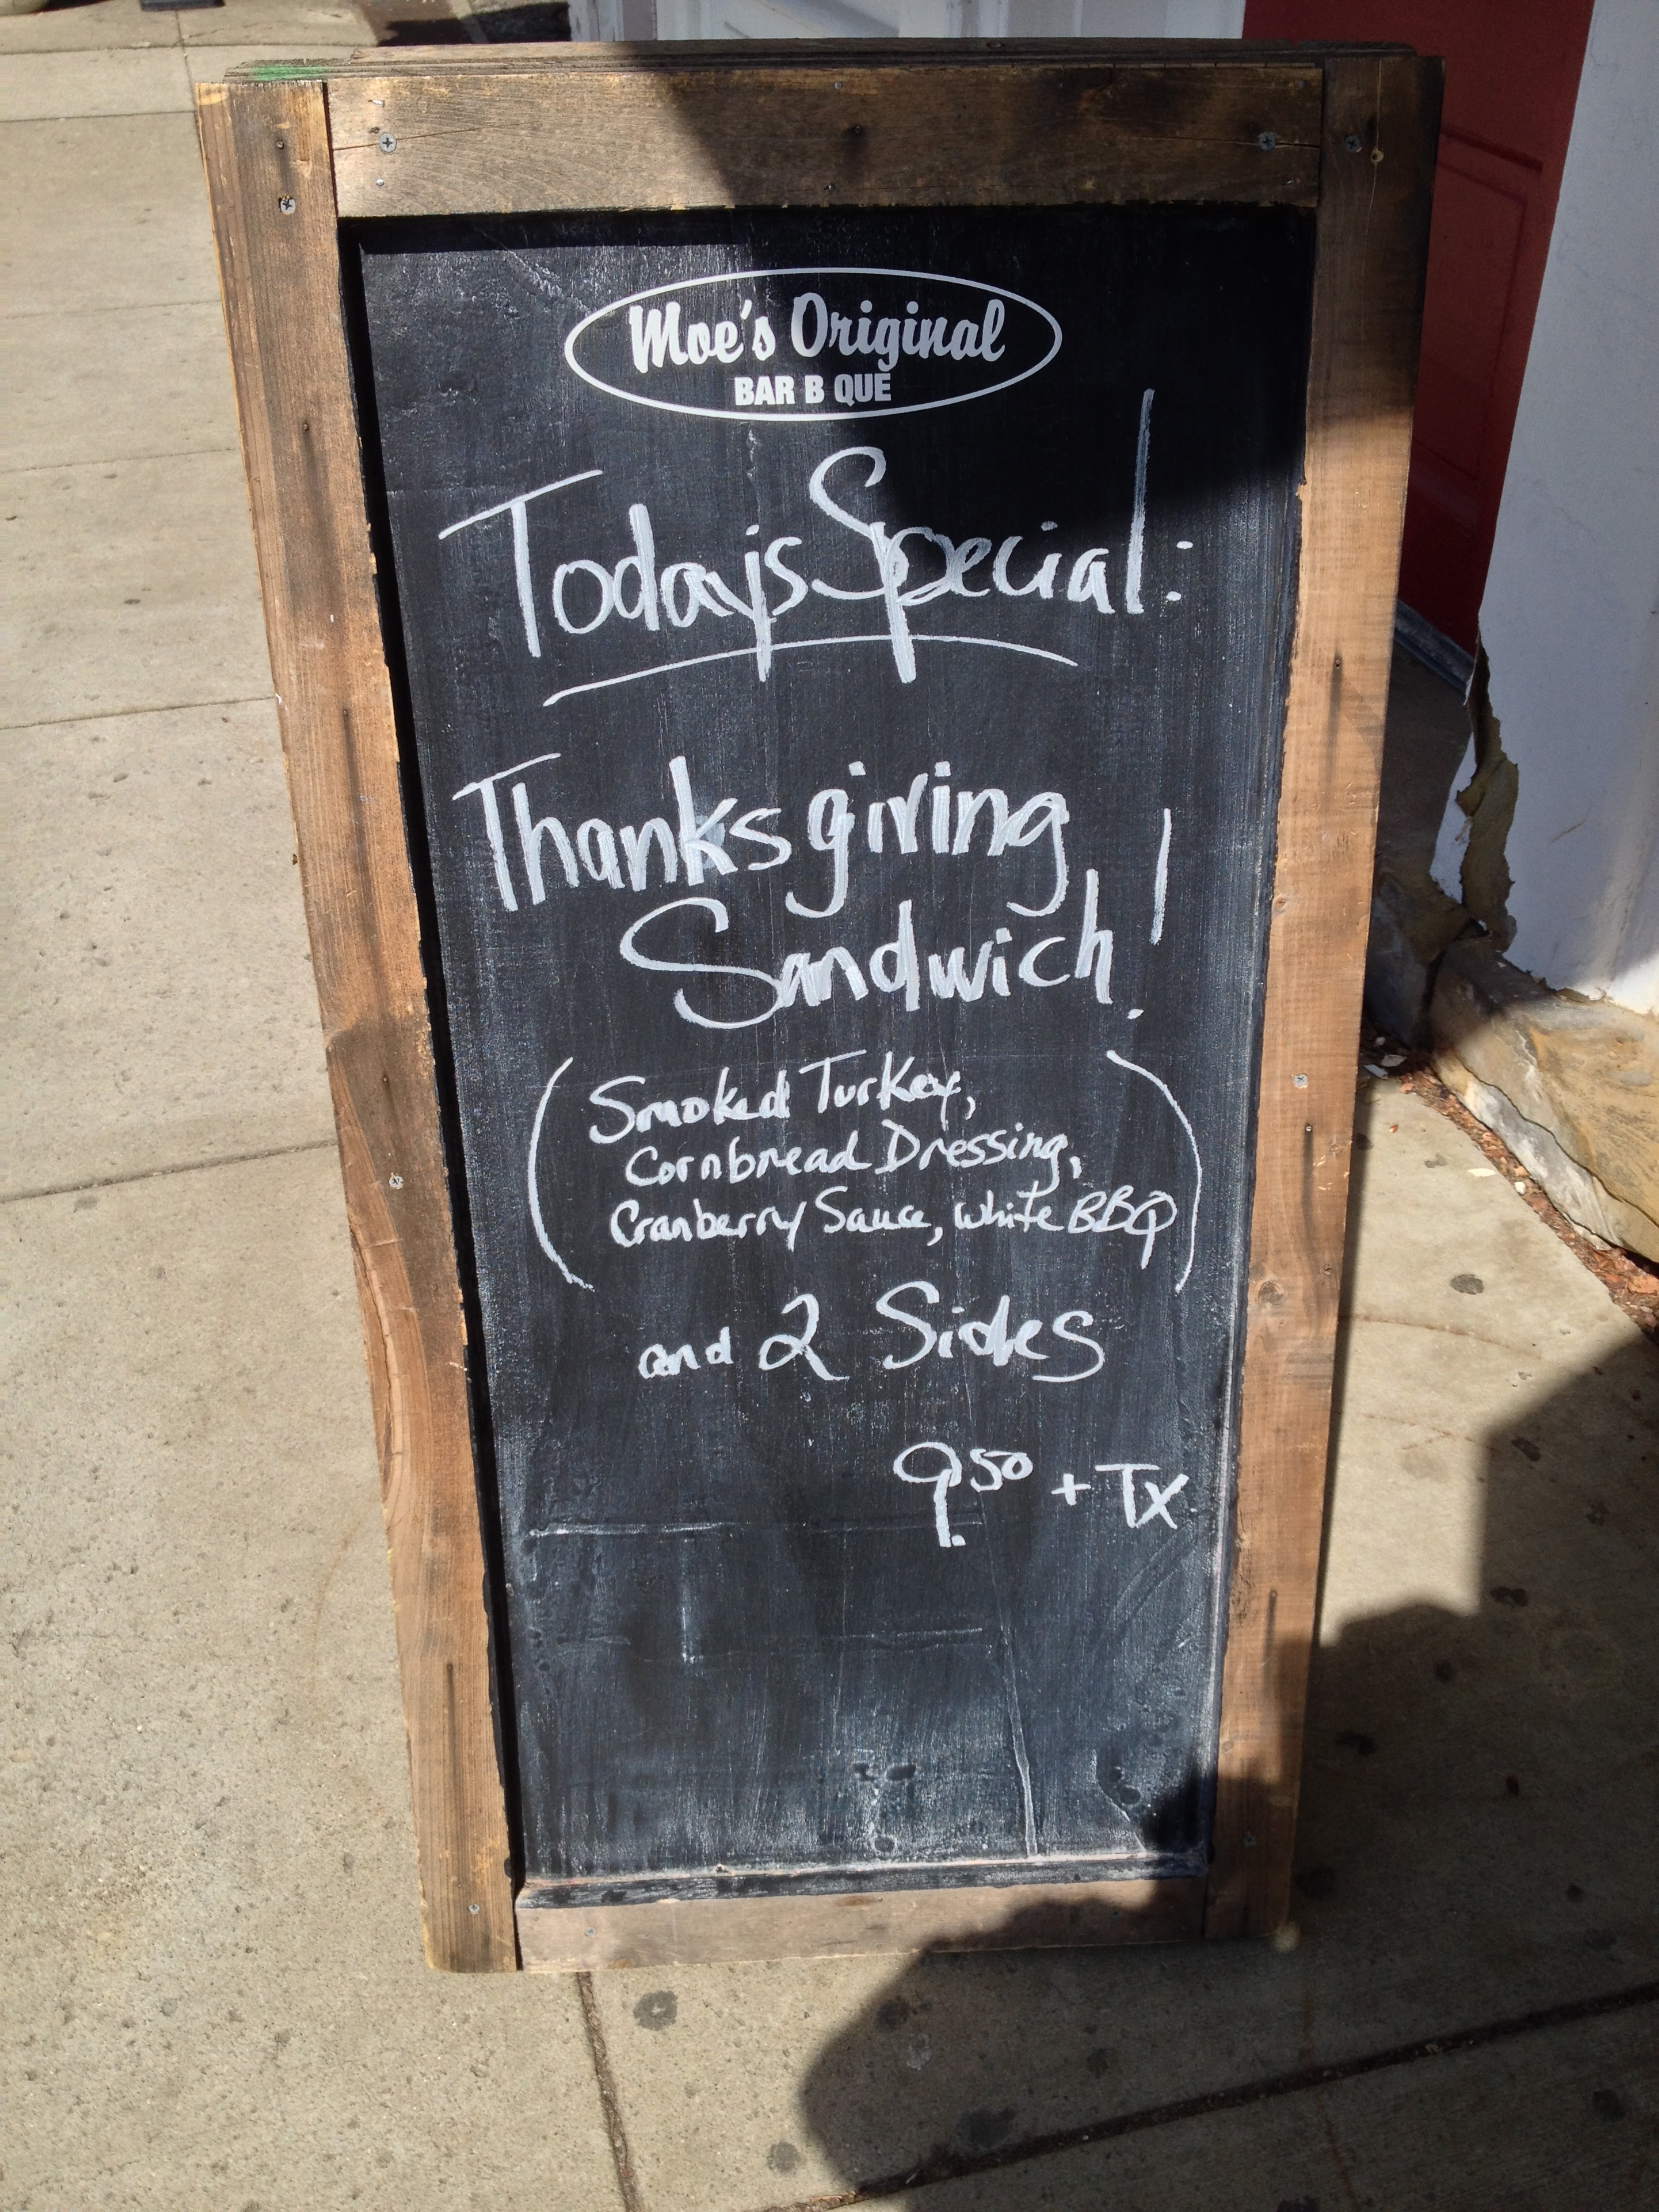 Moe's Original
BAR B QUE
Today's Special:
Thanksgiving
Sandwich!
(Smoked Turkey,
Cornbread Dressing,
Cranberry Sauce, White BBQ)
and 2 Sides
9.50 + Tx